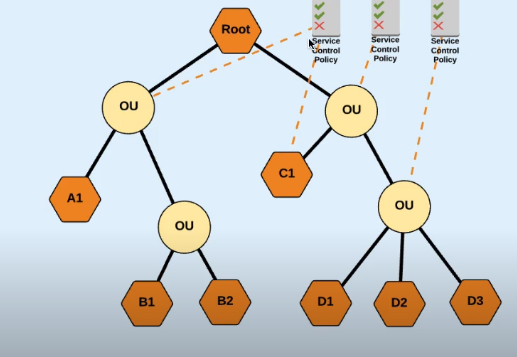 Root
Service
Control
Policy
Service
Control
Policy
Service
Control
Policy
OU
OU
A1
C1
OU
OU
B1
B2
D1
D2
D3